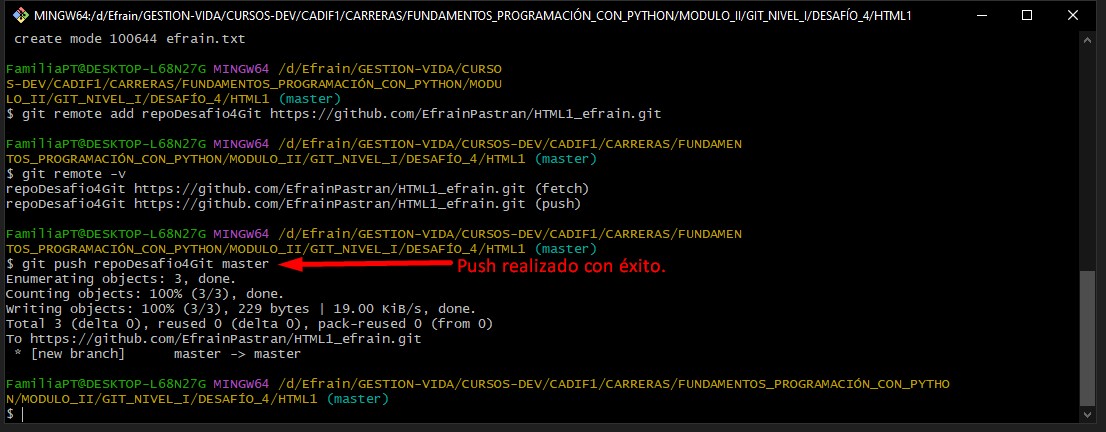 MINGW64:/d/Efrain/GESTION-VIDA/CURSOS-DEV/CADIF1/CARRERAS/FUNDAMENTOS_PROGRAMACIÓN_CON_PYTHON/MODULO_II/GIT_NIVEL_I/DESAFÍO_4/HTML1
create mode 100644 efrain.txt
FamiliaPT@DESKTOP-L68N27G MINGW64 /d/Efrain/GESTION-VIDA/CURSO
S-DEV/CADIF1/CARRERAS/FUNDAMENTOS_PROGRAMACIÓN_CON_PYTHON/MODU
LO_II/GIT_NIVEL_I/DESAFÍO_4/HTML1 (master)
$ git remote add repoDesafio4Git https://github.com/EfrainPastran/HTML1_efrain.git
FamiliaPT@DESKTOP-L68N27G MINGW64 /d/Efrain/GESTION-VIDA/CURSOS-DEV/CADIF1/CARRERAS/FUNDAMEN
TOS_PROGRAMACIÓN_CON_PYTHON/MODULO_II/GIT_NIVEL_I/DESAFÍO_4/HTML1 (master)
$ git remote -v
repoDesafio4Git https://github.com/EfrainPastran/HTML1_efrain.git (fetch)
repoDesafio4Git https://github.com/EfrainPastran/HTML1_efrain.git (push)
FamiliaPT@DESKTOP-L68N27G MINGW64 /d/Efrain/GESTION-VIDA/CURSOS-DEV/CADIF1/CARRERAS/FUNDAMEN
TOS_PROGRAMACIÓN_CON_PYTHON/MODULO_II/GIT_NIVEL_I/DESAFÍO_4/HTML1 (master)
$ git push repoDesafio4Git master Push realizado con éxito.
Enumerating objects: 3, done.
Counting objects: 100% (3/3), done.
Writing objects: 100% (3/3), 229 bytes | 19.00 KiB/s, done.
Total 3 (delta 0), reused 0 (delta 0), pack-reused 0 (from 0)
To https://github.com/EfrainPastran/HTML1_efrain.git
* [new branch] master -> master
FamiliaPT@DESKTOP-L68N27G MINGW64 /d/Efrain/GESTION-VIDA/CURSOS-DEV/CADIF1/CARRERAS/FUNDAMENTOS_PROGRAMACIÓN_CON_PYTHO
N/MODULO_II/GIT_NIVEL_I/DESAFÍO_4/HTML1 (master)
$